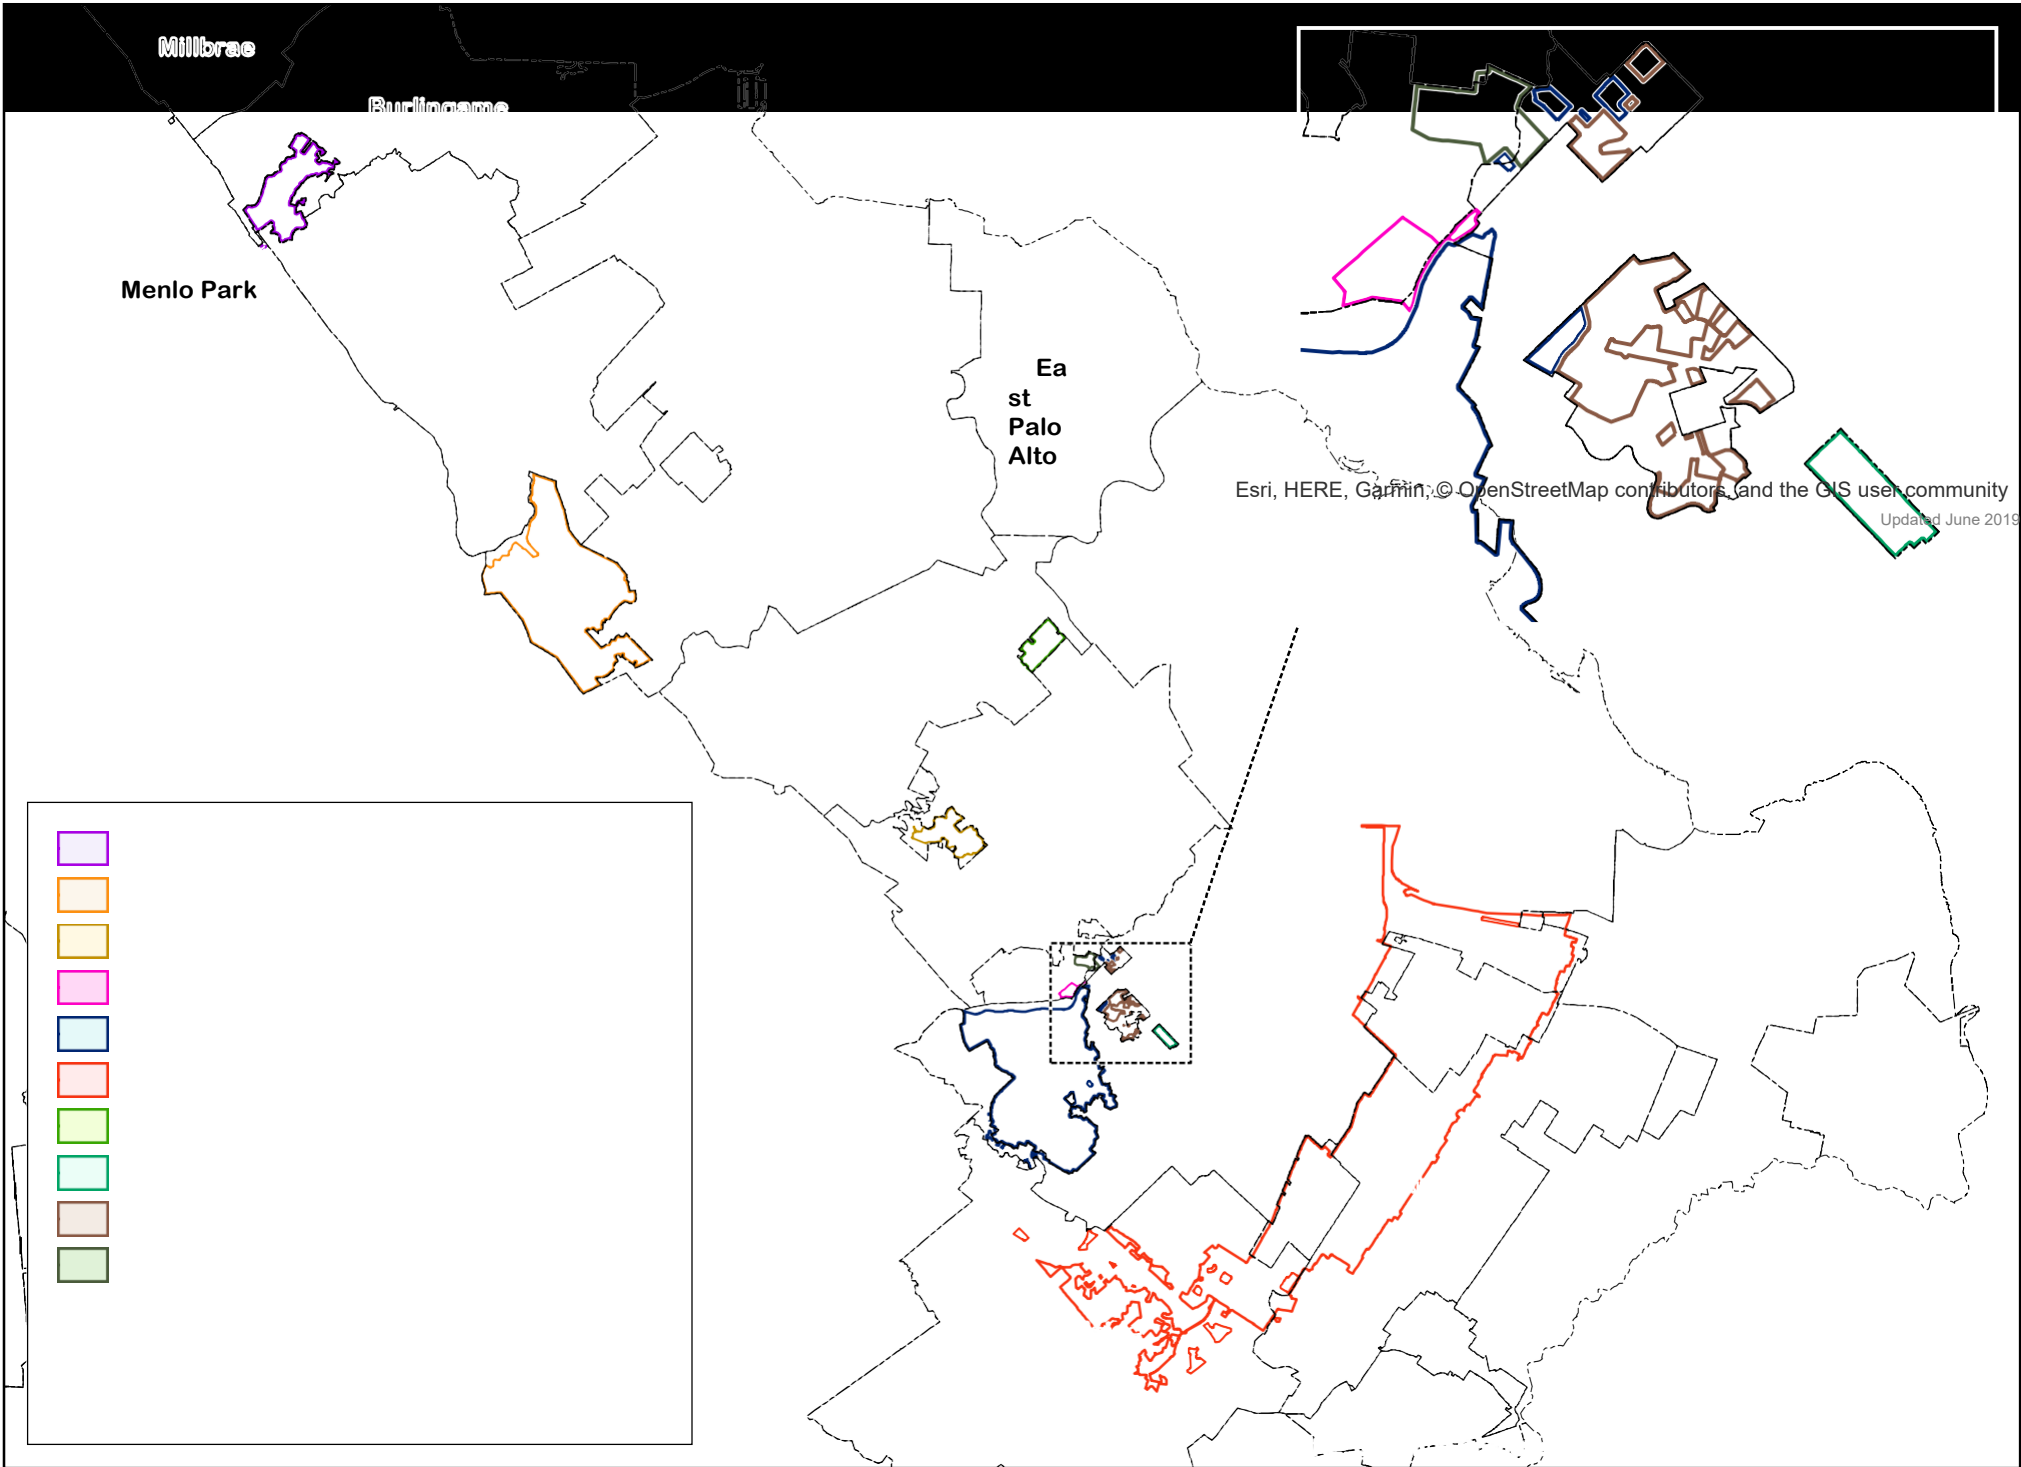 Millbrae
Burlingame
Menlo Park
Ea
st
Palo
Alto
Esri, HERE, Garmin, © OpenStreetMap contributors, and the GIS user community
Updated June 2019